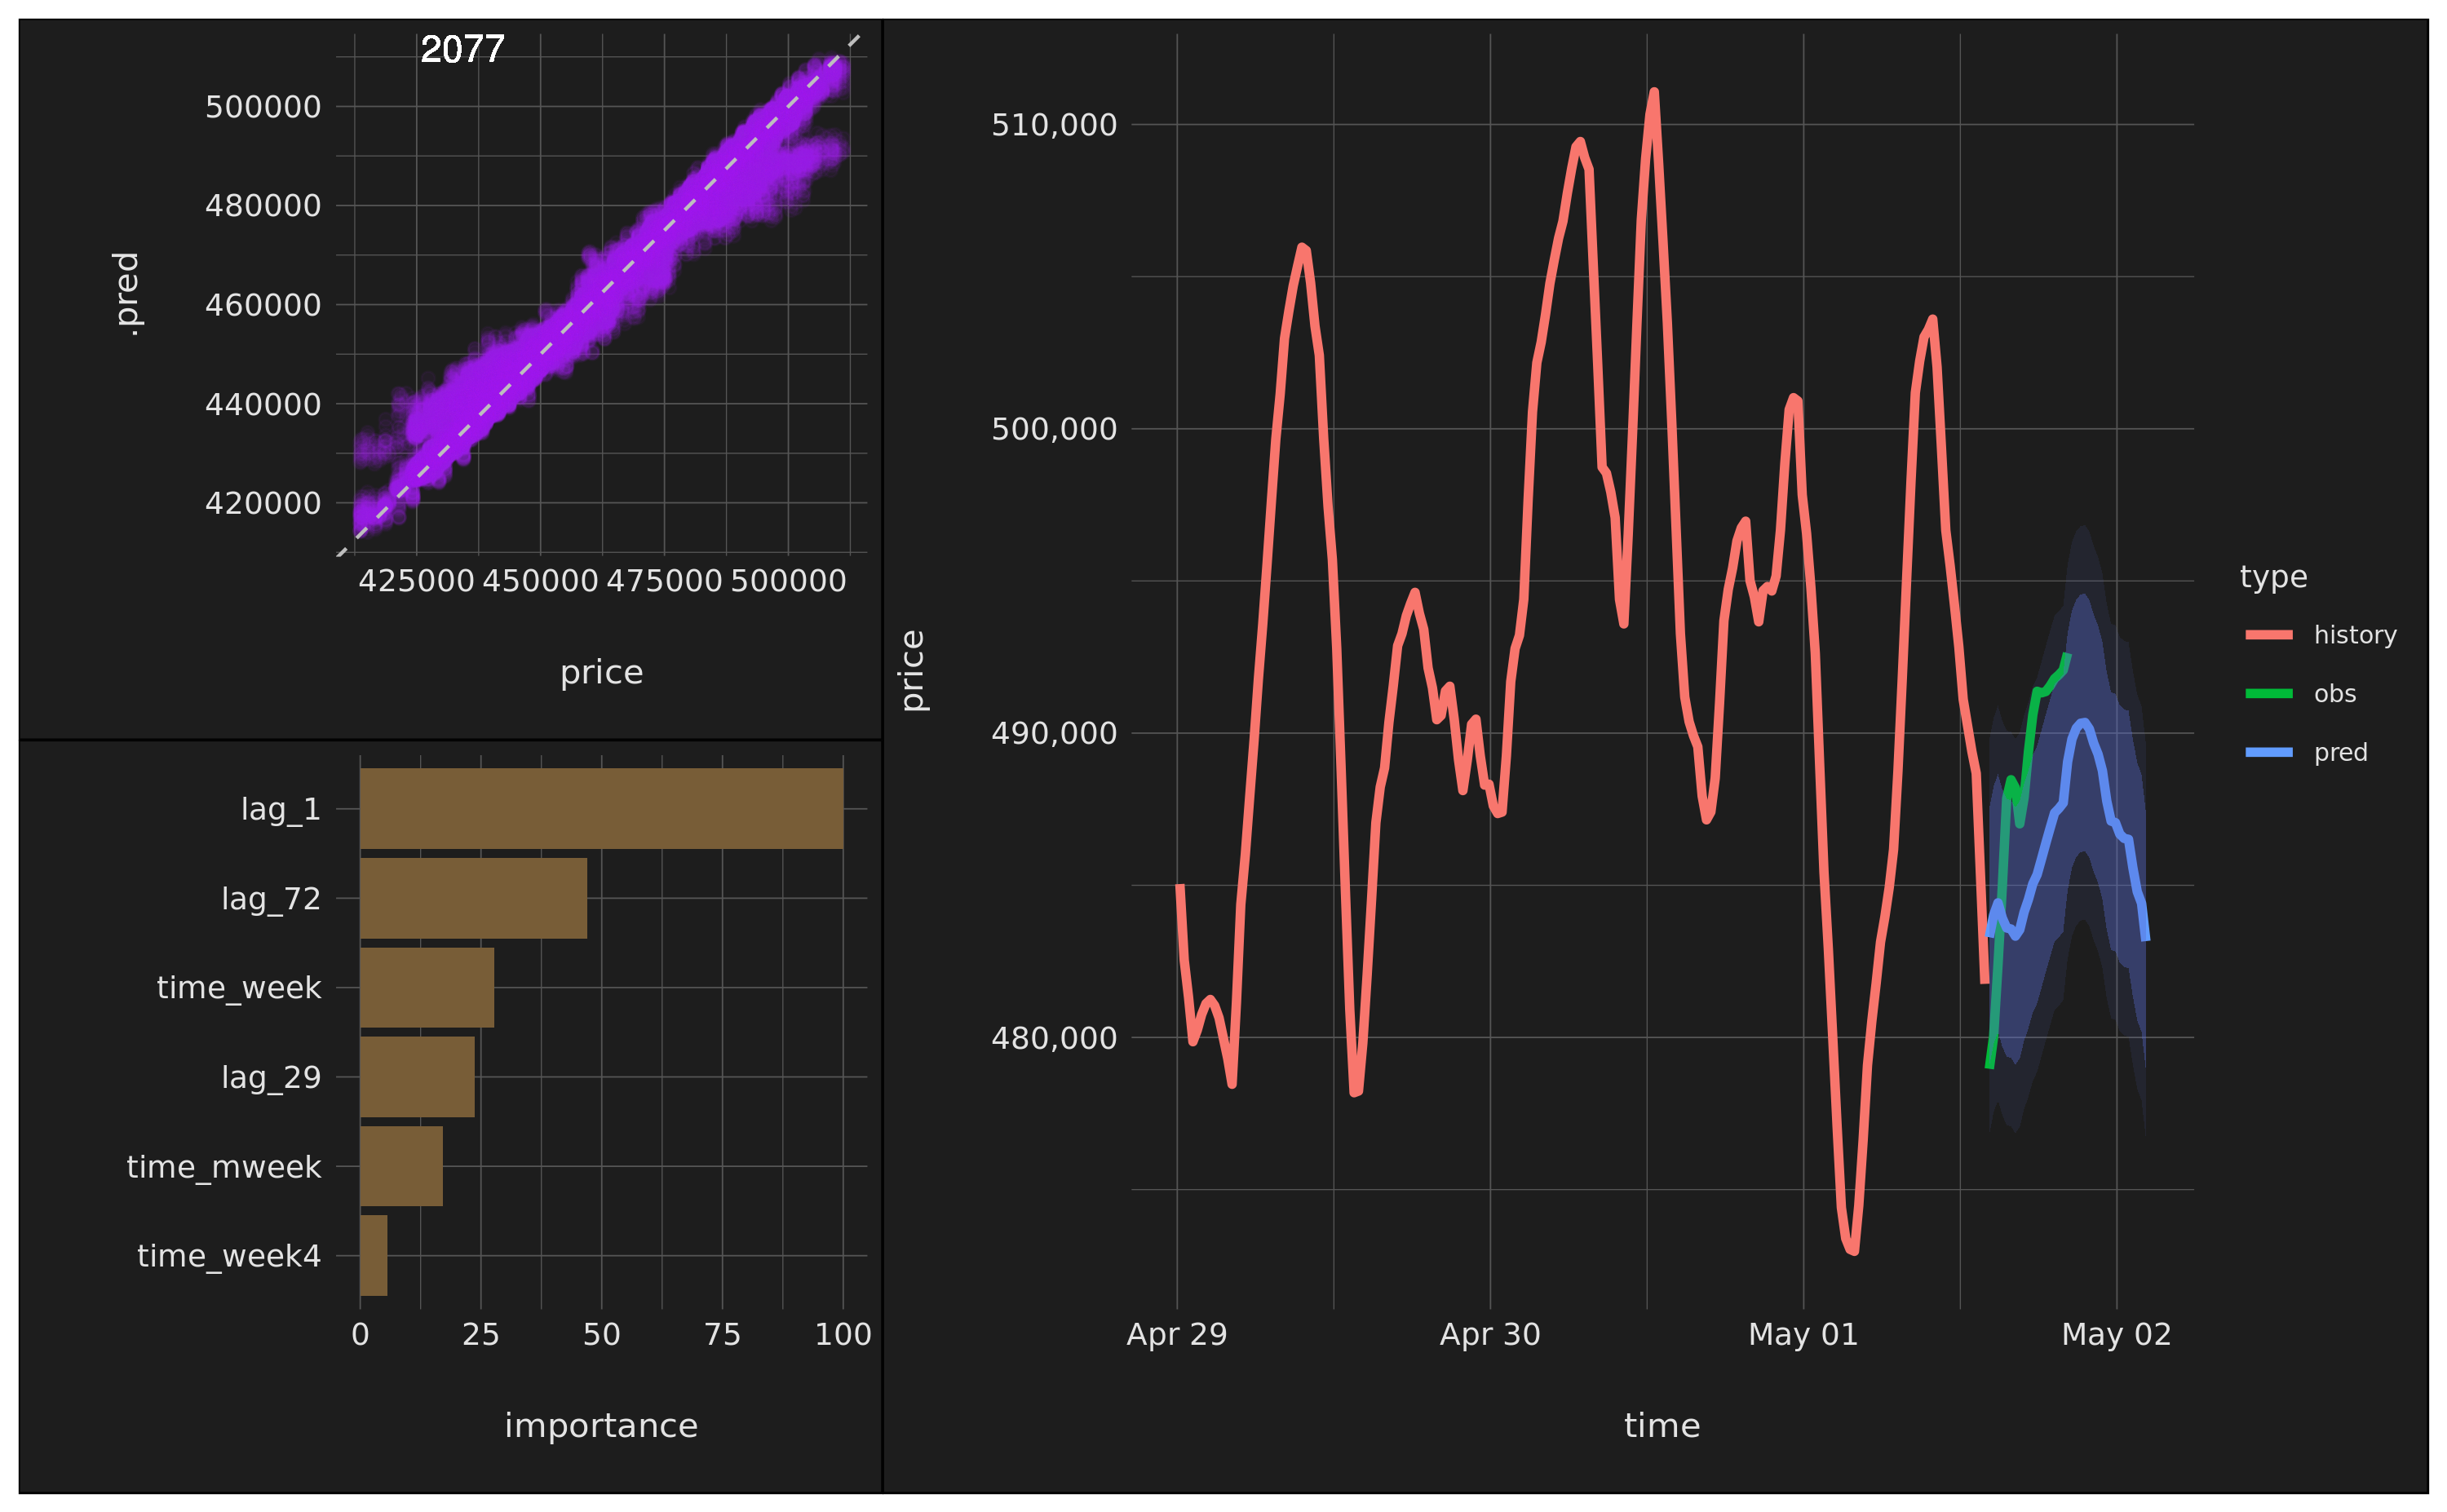 2077
500000
480000
460000
440000
420000
.pred
425000 450000 475000 500000
price
lag_1
lag_72
time_week
lag_29
time_mweek
time_week4
0 25 50 75 100
importance
510,000
500,000
490,000
480,000
price
Apr 29 Apr 30 May 01 May 02
time
type
history
obs
pred